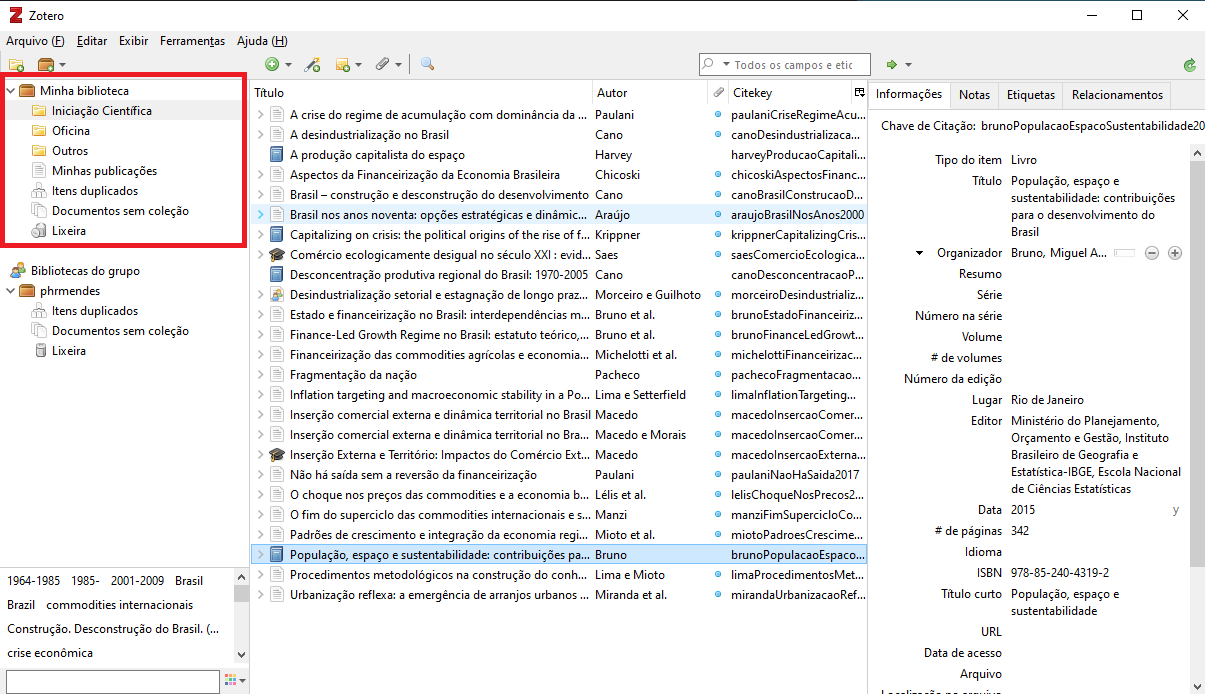 Zotero
Arquivo (F) Editar Exibir Ferramentas Ajuda (H)
Todos os campos e etic
Minha biblioteca
Iniciação Científica
Oficina
Outros
Minhas publicações
Itens duplicados
Documentos sem coleção
Lixeira
Bibliotecas do grupo
phrmendes
Itens duplicados
Documentos sem coleção
Lixeira
1964-1985 1985- 2001-2009 Brasil
Brazil commodities internacionais
Construção. Desconstrução do Brasil. (...
crise econômica
Título Autor Citekey
A crise do regime de acumulação com dominância da ... Paulani paulaniCriseRegimeAcu...
A desindustrialização no Brasil Cano canoDesindustrializaca...
A produção capitalista do espaço Harvey harveyProducaoCapitali...
Aspectos da Financeirização da Economia Brasileira Chicoski chicoskiAspectosFinanc...
Brasil – construção e desconstrução do desenvolvimento Cano canoBrasilConstrucaoD...
Brasil nos anos noventa: opções estratégicas e dinâmic... Araújo araujoBrasilNosAnos2000
Capitalizing on crisis: the political origins of the rise of f... Krippner krippnerCapitalizingCris...
Comércio ecologicamente desigual no século XXI : evid... Saes saesComercioEcologica...
Desconcentração produtiva regional do Brasil: 1970-2005 Cano canoDesconcentracaoP...
Desindustrialização setorial e estagnação de longo praz... Morceiro e Guilhoto morceiroDesindustrializ...
Estado e financeirização no Brasil: interdependências m... Bruno et al. brunoEstadoFinanceiriz...
Finance-Led Growth Regime no Brasil: estatuto teórico,... Bruno et al. brunoFinanceLedGrowt...
Financeirização das commodities agrícolas e economia... Michelotti et al. michelottiFinanceirizac...
Fragmentação da nação Pacheco pachecoFragmentacao...
Inflation targeting and macroeconomic stability in a Po... Lima e Setterfield limaInflationTargeting...
Inserção comercial externa e dinâmica territorial no Brasil Macedo macedoInsercaoComer...
Inserção comercial externa e dinâmica territorial no Bra... Macedo e Morais macedoInsercaoComer...
Inserção Externa e Território: Impactos do Comércio Ext... Macedo macedoInsercaoExterna...
Não há saída sem a reversão da financeirização Paulani paulaniNaoHaSaida2017
O choque nos preços das commodities e a economia b... Lélis et al. lelisChoqueNosPrecos2...
O fim do superciclo das commodities internacionais e s... Manzi manziFimSupercicloCo...
Padrões de crescimento e integração da economia regi... Mioto et al. miotoPadroesCrescime...
População, espaço e sustentabilidade: contribuições pa... Bruno brunoPopulacaoEspaco...
Procedimentos metodológicos na construção do conh... Lima e Mioto limaProcedimentosMet...
Urbanização reflexa: a emergência de arranjos urbanos ... Miranda et al. mirandaUrbanizacaoRef...
Informações Notas Etiquetas Relacionamentos
Chave de Citação: brunoPopulacaoEspacoSustentabilidade20
Tipo do item Livro
Título População, espaço e
sustentabilidade: contribuições
para o desenvolvimento do
Brasil
Organizador Bruno, Miguel A...
Resumo
Série
Número na série
Volume
# de volumes
Número da edição
Lugar Rio de Janeiro
Editor Ministério do Planejamento,
Orçamento e Gestão, Instituto
Brasileiro de Geografia e
Estatística-IBGE, Escola Nacional
de Ciências Estatísticas
Data 2015 y
# de páginas 342
Idioma
ISBN 978-85-240-4319-2
Título curto População, espaço e
sustentabilidade
URL
Data de acesso
Arquivo
Localização no arquivo